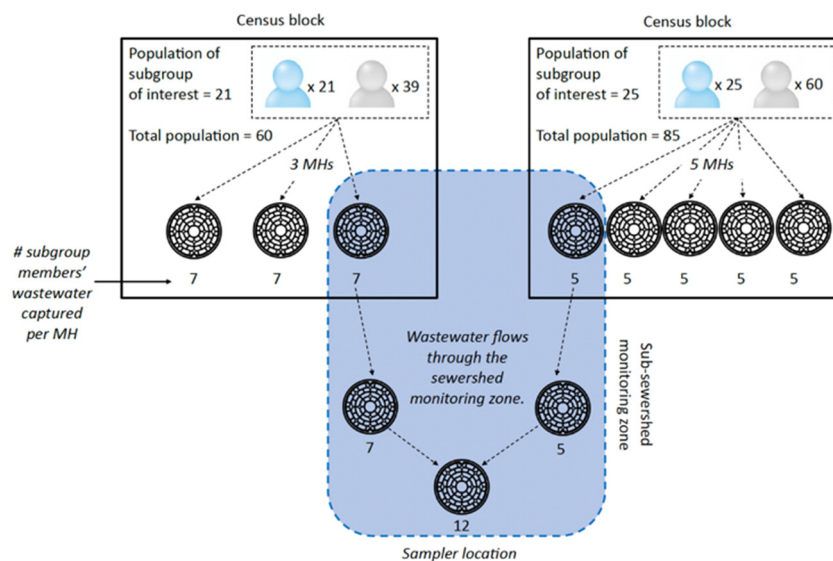 Census block
Population of
subgroup
of interest = 21
x 21
x 39
Total population = 60
3 MHs
7
7
7
# subgroup
members'
wastewater
captured
per MH
Census block
Population of
subgroup
of interest = 25
x 25
x 60
Total population = 85
5 MHs
5
5
5
5
5
Wastewater flows
through the
sewershed
monitoring zone.
Sub-sewershed
monitoring zone
7
5
12
Sampler location